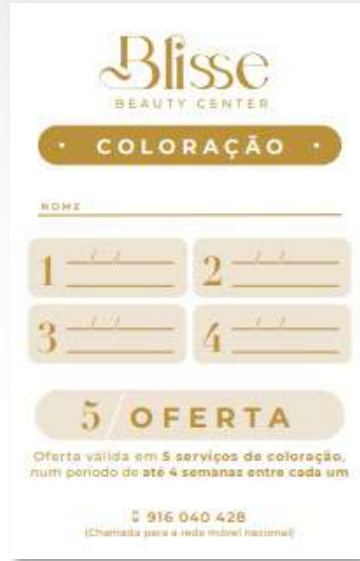 Blisse
BEAUTY CENTER
• COLORAÇÃO •
NOME
1 / /
2 / /
3 / /
4 / /
5 / OFERTA
Oferta válida em 5 serviços de coloração,
num período de até 4 semanas entre cada um
916 040 428
(Chamada para a rede móvel nacional)